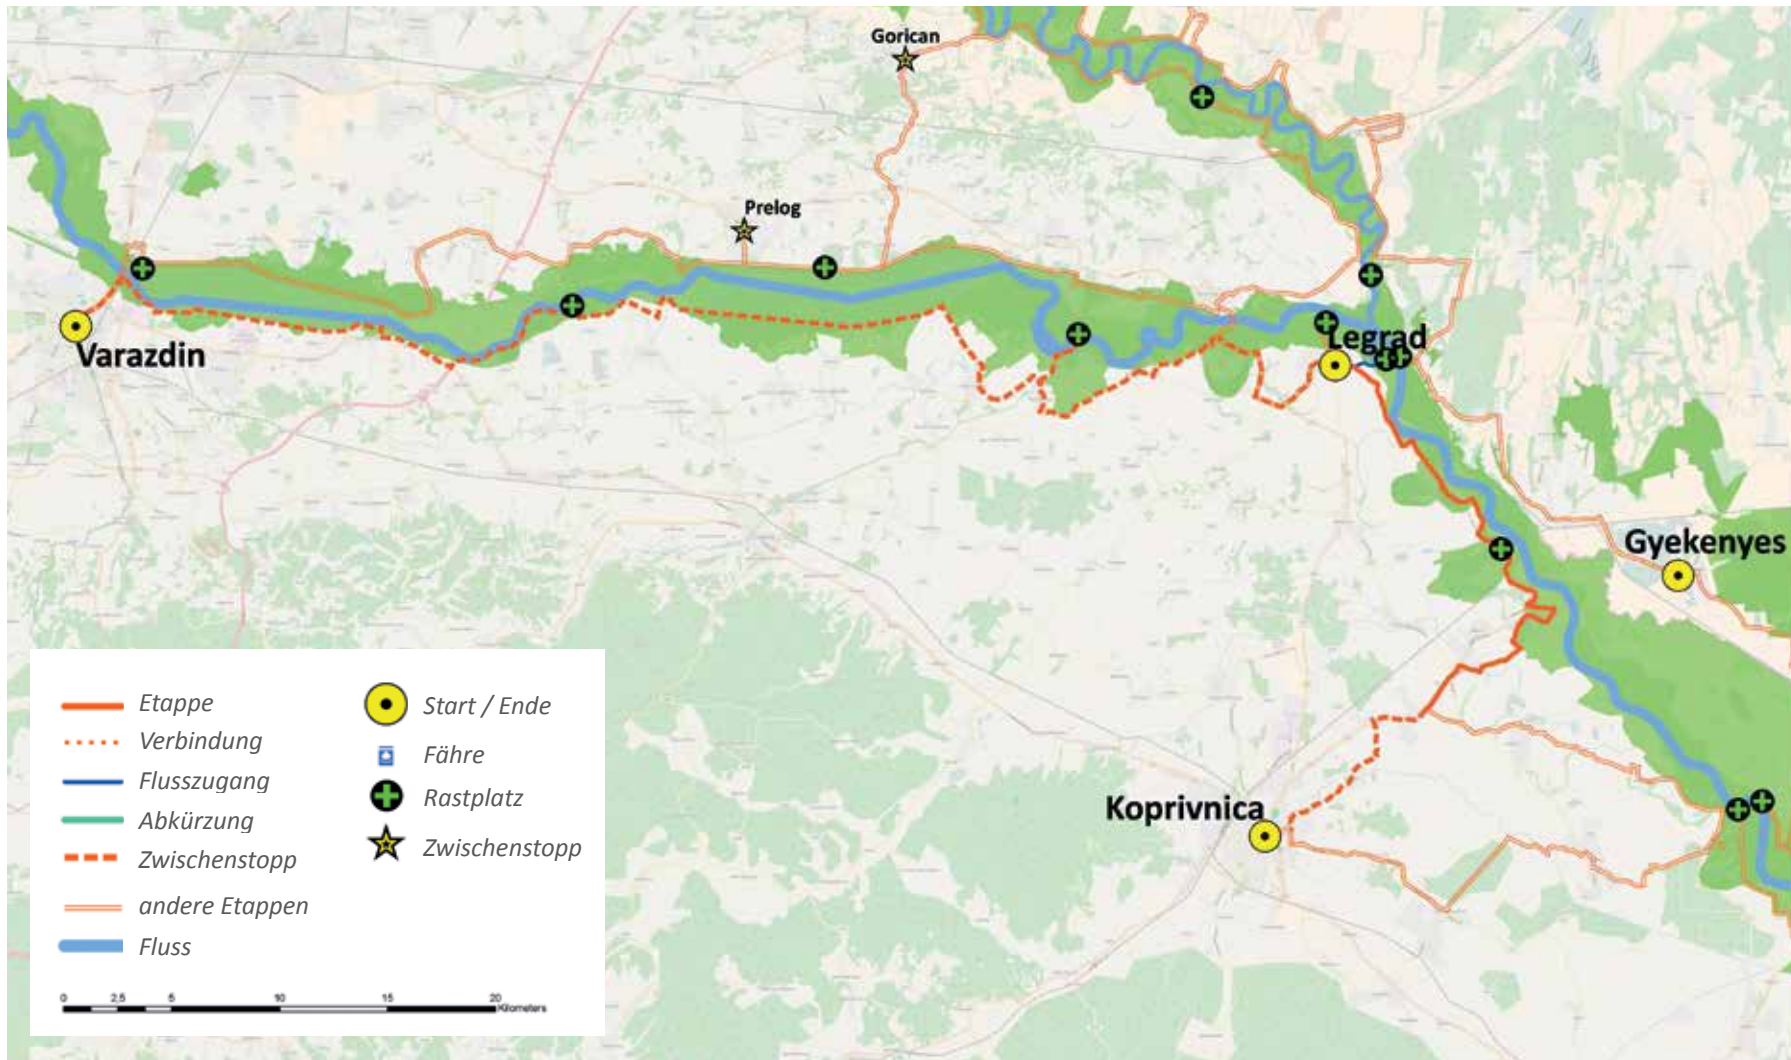 Gorican
Prelog
Legrad
Varazdin
Gyekenyes
Koprivnica
Etappe
Verbindung
Flusszugang
Abkürzung
Zwischenstopp
andere Etappen
Fluss
Start / Ende
Fähre
Rastplatz
Zwischenstopp
0 2,5 5 10 15 20
Kilometers